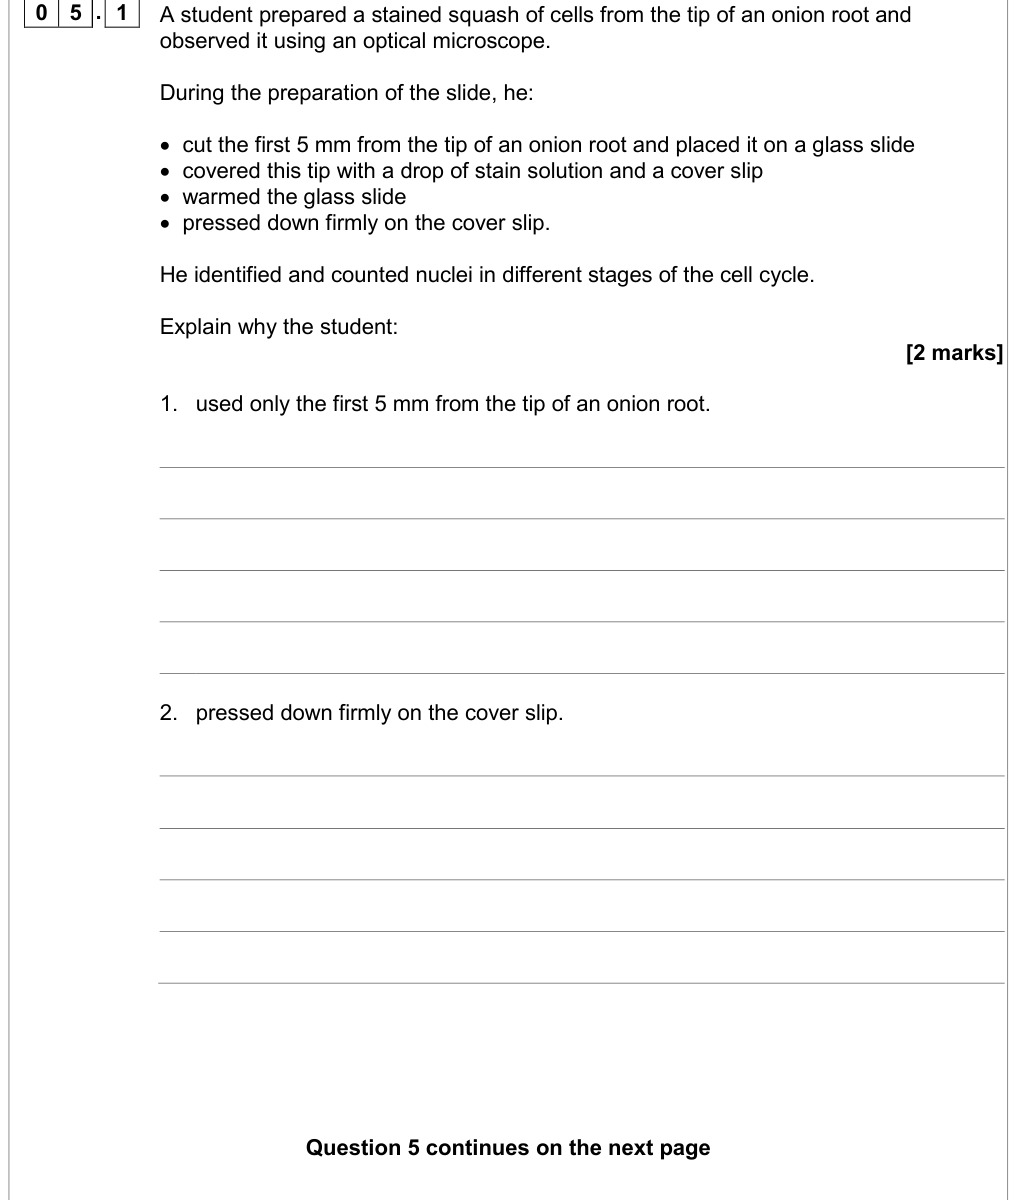 05.1 A student prepared a stained squash of cells from the tip of an onion root and
observed it using an optical microscope.
During the preparation of the slide, he:
• cut the first 5 mm from the tip of an onion root and placed it on a glass slide
• covered this tip with a drop of stain solution and a cover slip
• warmed the glass slide
• pressed down firmly on the cover slip.
He identified and counted nuclei in different stages of the cell cycle.
Explain why the student:
[2 marks]
1. used only the first 5 mm from the tip of an onion root.
2. pressed down firmly on the cover slip.
Question 5 continues on the next page